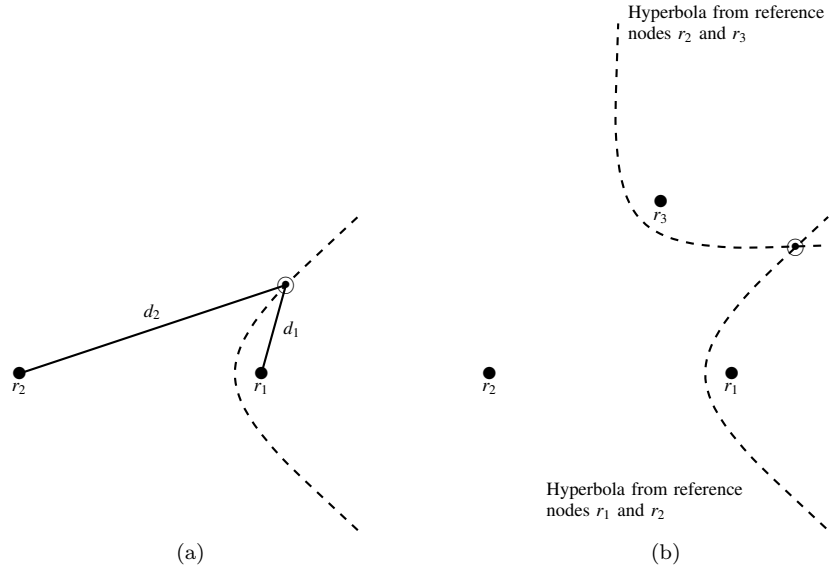 d₂
d₁
r₂
r₁
(a)
Hyperbola from reference
nodes r₂ and r₃
r₃
r₂
r₁
Hyperbola from reference
nodes r₁ and r₂
(b)